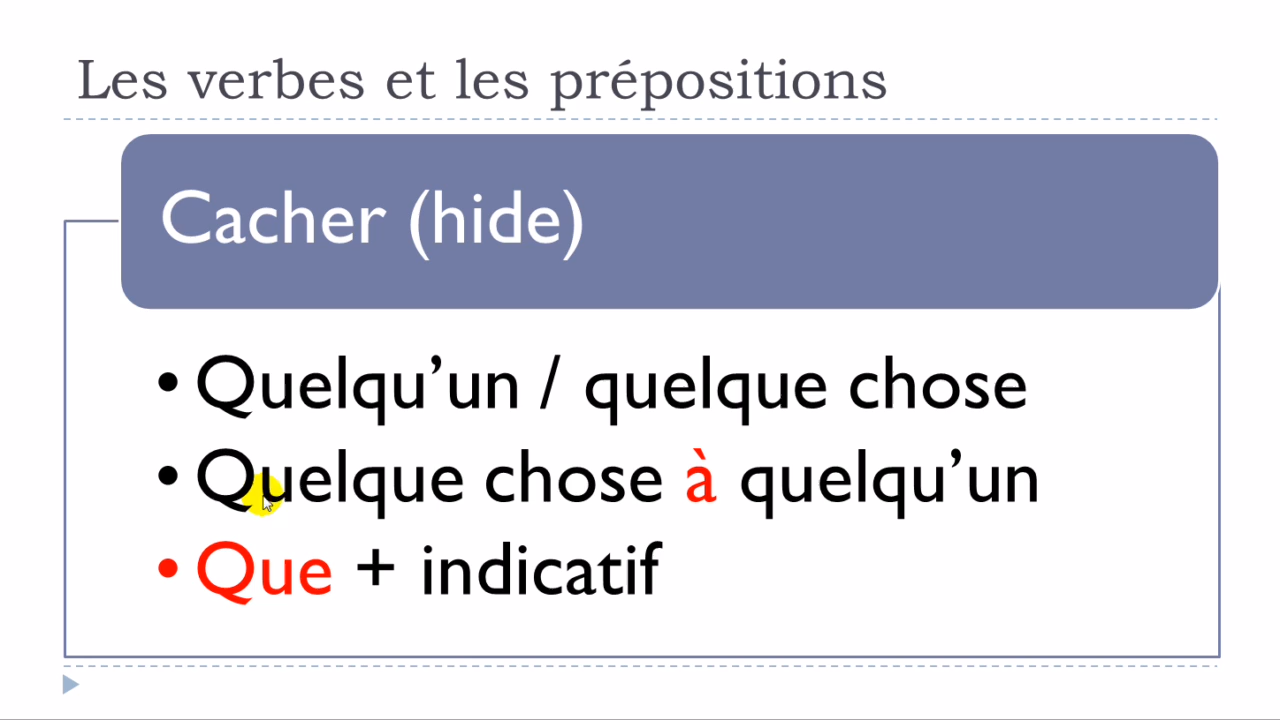 Les verbes et les prépositions
Cacher (hide)
• Quelqu’un / quelque chose
• Quelque chose à quelqu’un
• Que + indicatif